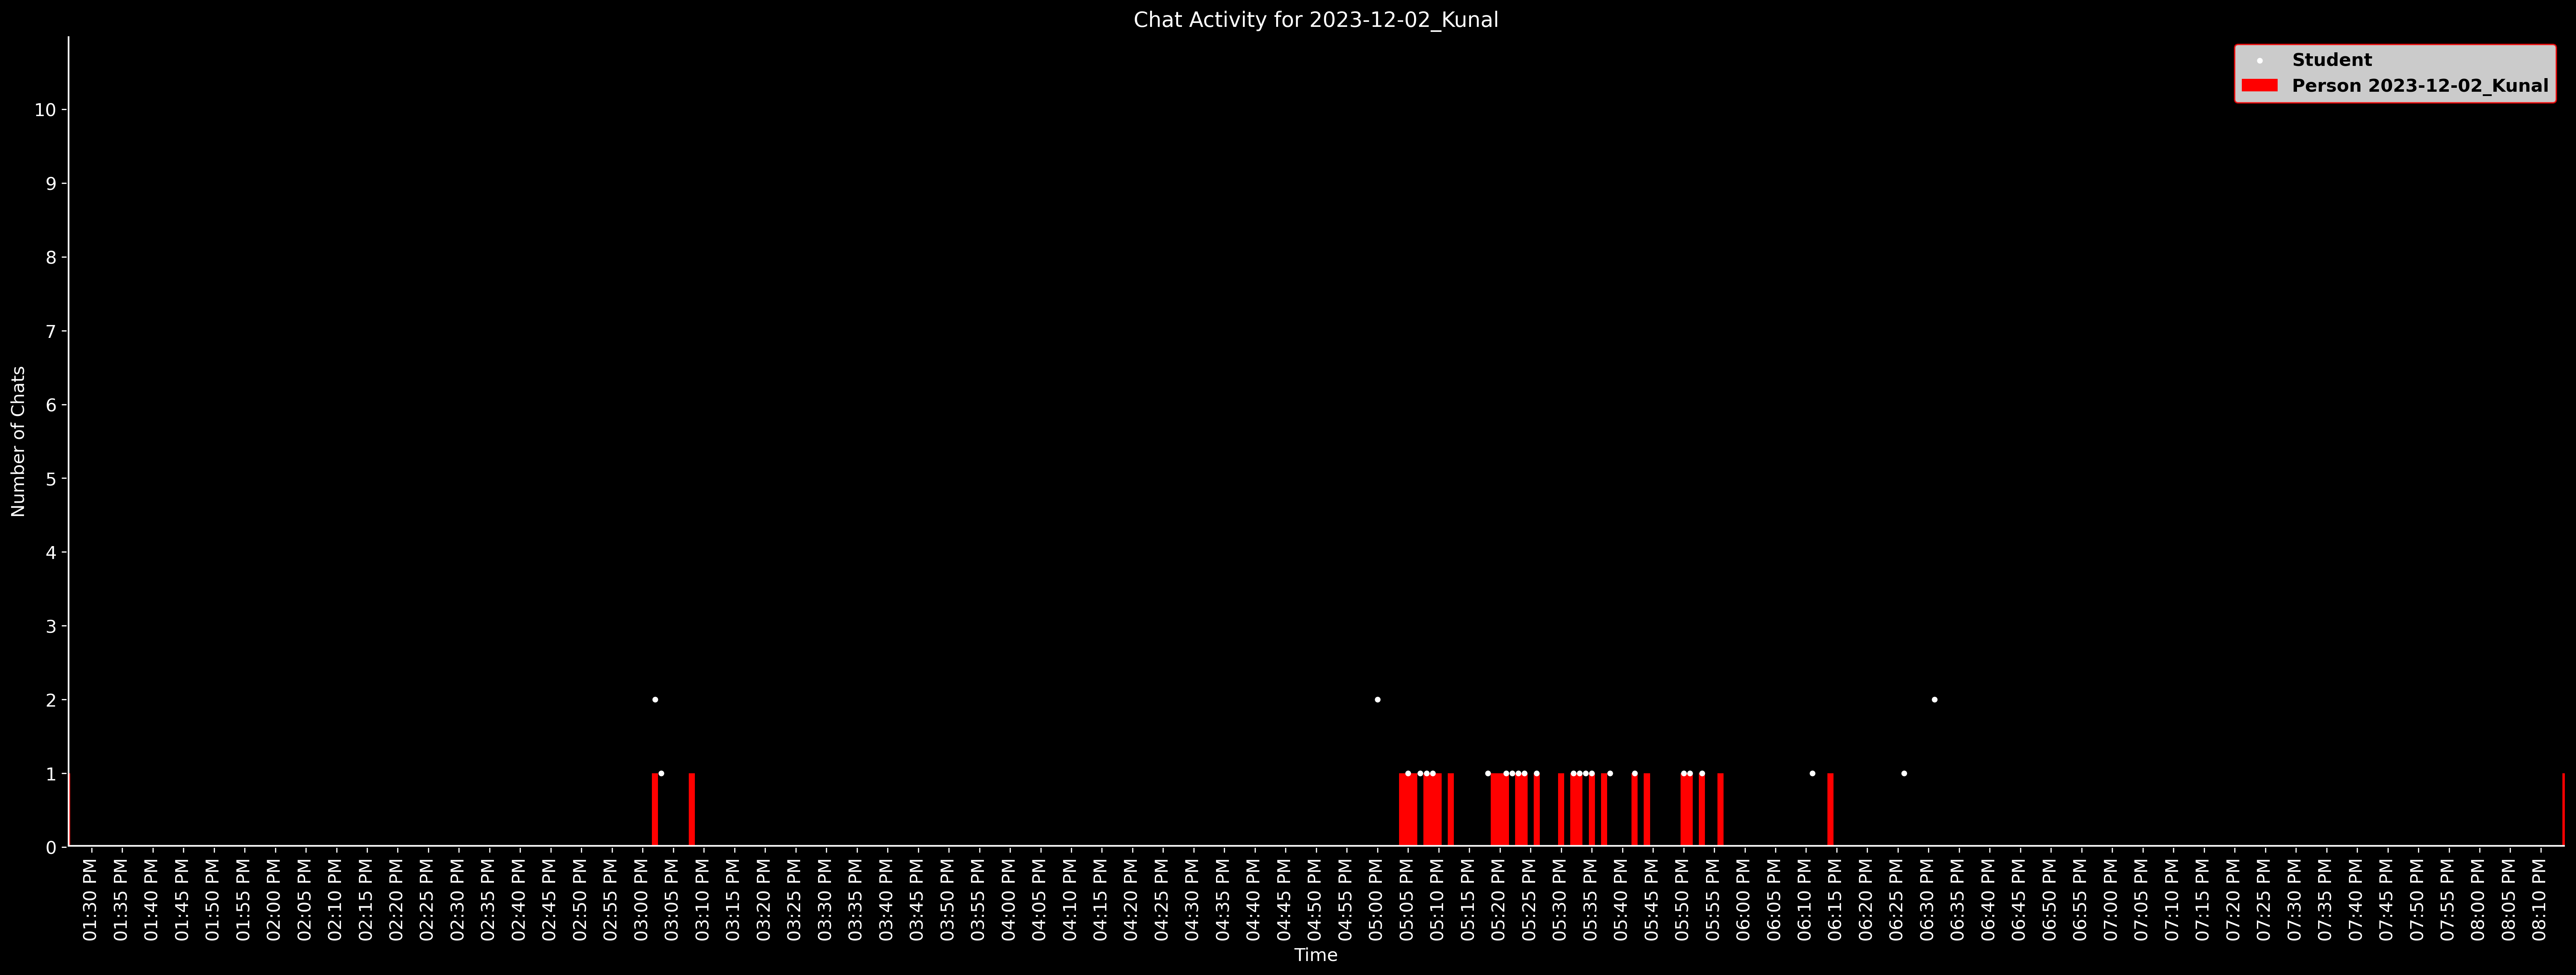 Chat Activity for 2023-12-02_Kunal
Student
Person 2023-12-02_Kunal
Number of Chats
10
9
8
7
6
5
4
3
2
1
0
01:30 PM
01:35 PM
01:40 PM
01:45 PM
01:50 PM
01:55 PM
02:00 PM
02:05 PM
02:10 PM
02:15 PM
02:20 PM
02:25 PM
02:30 PM
02:35 PM
02:40 PM
02:45 PM
02:50 PM
02:55 PM
03:00 PM
03:05 PM
03:10 PM
03:15 PM
03:20 PM
03:25 PM
03:30 PM
03:35 PM
03:40 PM
03:45 PM
03:50 PM
03:55 PM
04:00 PM
04:05 PM
04:10 PM
04:15 PM
04:20 PM
04:25 PM
04:30 PM
04:35 PM
04:40 PM
04:45 PM
04:50 PM
04:55 PM
05:00 PM
05:05 PM
05:10 PM
05:15 PM
05:20 PM
05:25 PM
05:30 PM
05:35 PM
05:40 PM
05:45 PM
05:50 PM
05:55 PM
06:00 PM
06:05 PM
06:10 PM
06:15 PM
06:20 PM
06:25 PM
06:30 PM
06:35 PM
06:40 PM
06:45 PM
06:50 PM
06:55 PM
07:00 PM
07:05 PM
07:10 PM
07:15 PM
07:20 PM
07:25 PM
07:30 PM
07:35 PM
07:40 PM
07:45 PM
07:50 PM
07:55 PM
08:00 PM
08:05 PM
08:10 PM
Time